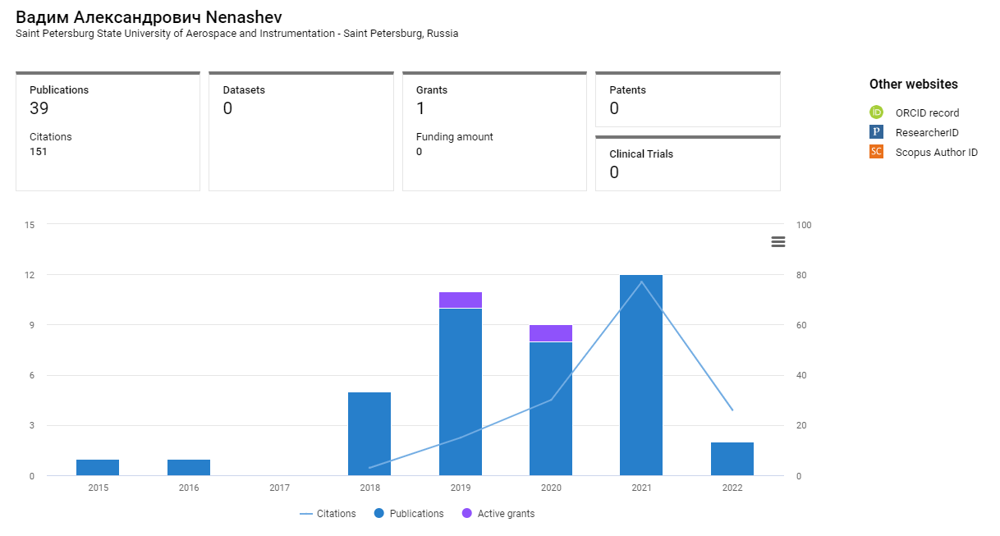 Вадим Александрович Nenashev
Saint Petersburg State University of Aerospace and Instrumentation - Saint Petersburg, Russia
Publications
39
Citations
151
Datasets
0
Grants
1
Funding amount
0
Patents
0
Clinical Trials
0
Other websites
iD ORCID record
P ResearcherID
SC Scopus Author ID
15 100
12 80
9 60
6 40
3 20
0 0
2015 2016 2017 2018 2019 2020 2021 2022
Citations Publications Active grants